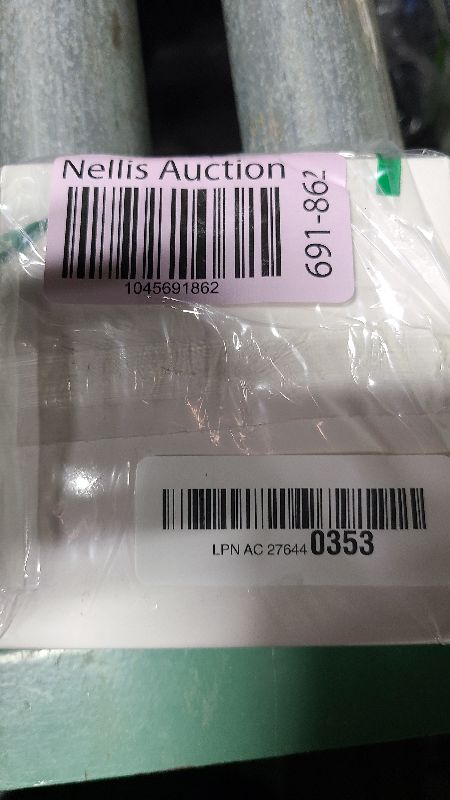 Nellis Auction
1045691862
691-862
LPN AC 27644 0353